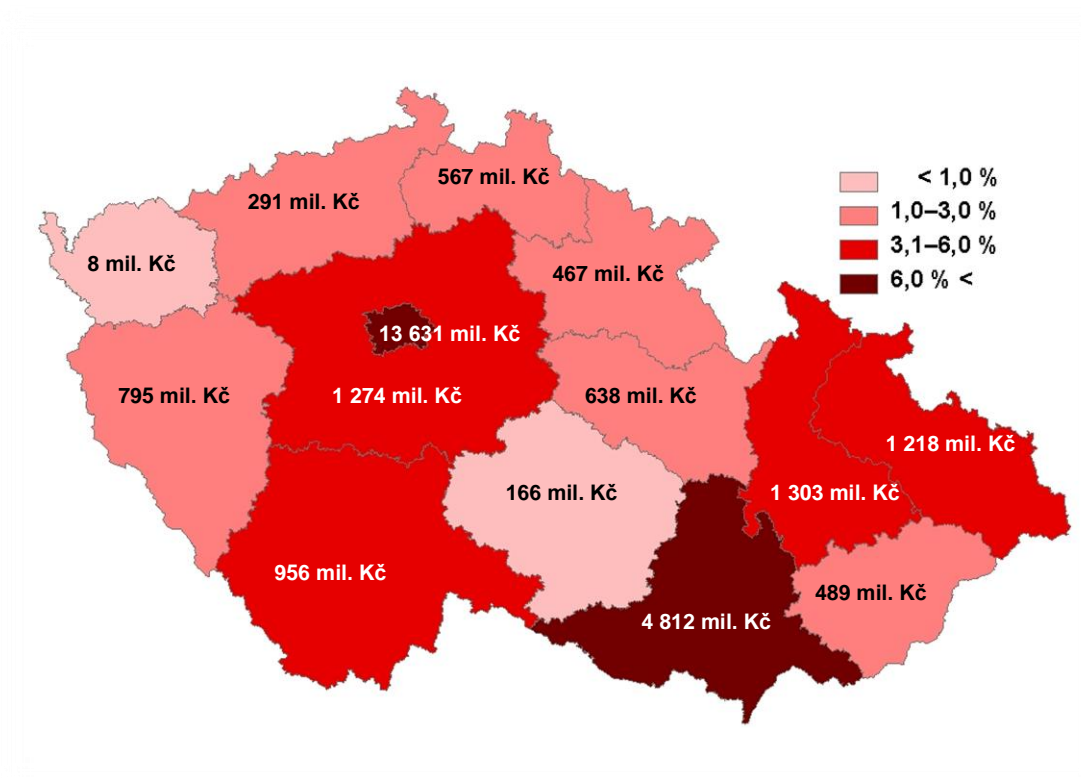 567 mil. Kč
291 mil. Kč
8 mil. Kč
467 mil. Kč
13 631 mil. Kč
795 mil. Kč
1 274 mil. Kč
638 mil. Kč
1 218 mil. Kč
166 mil. Kč
1 303 mil. Kč
956 mil. Kč
489 mil. Kč
4 812 mil. Kč
< 1,0 %
1,0–3,0 %
3,1–6,0 %
6,0 % <